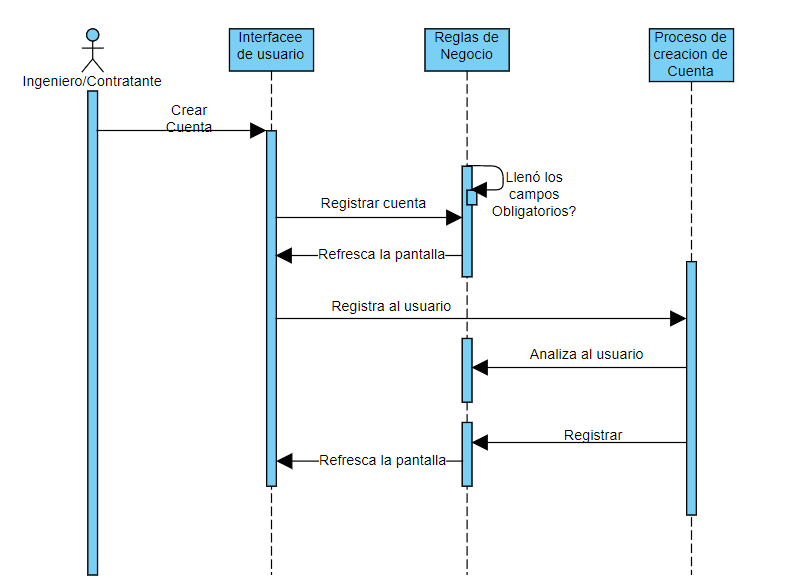 Interfacee
de usuario
Reglas de
Negocio
Proceso de
creacion de
Cuenta
Ingeniero/Contratante
Crear
Cuenta
Llenó los
campos
Obligatorios?
Registrar cuenta
Refresca la pantalla
Registra al usuario
Analiza al usuario
Registrar
Refresca la pantalla